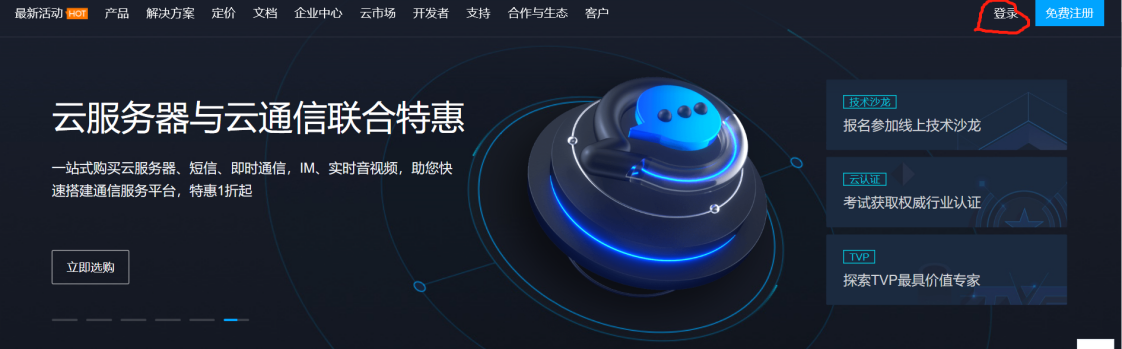 最新活动 HOT 产品 解决方案 定价 文档 企业中心 云市场 开发者 支持 合作与生态 客户 登录 免费注册
云服务器与云通信联合特惠
一站式购买云服务器、短信、即时通信，IM、实时音视频，助您快
速搭建通信服务平台，特惠1折起
立即选购
技术沙龙
报名参加线上技术沙龙
云认证
考试获取权威行业认证
TVP
探索TVP最具价值专家